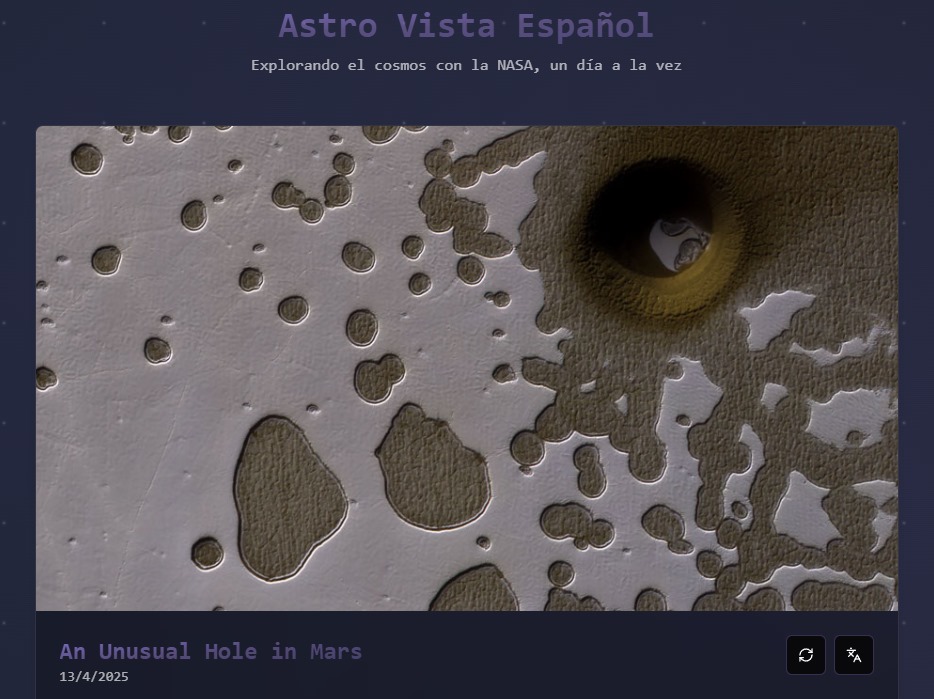 Astro Vista Español
Explorando el cosmos con la NASA, un día a la vez
An Unusual Hole in Mars
13/4/2025